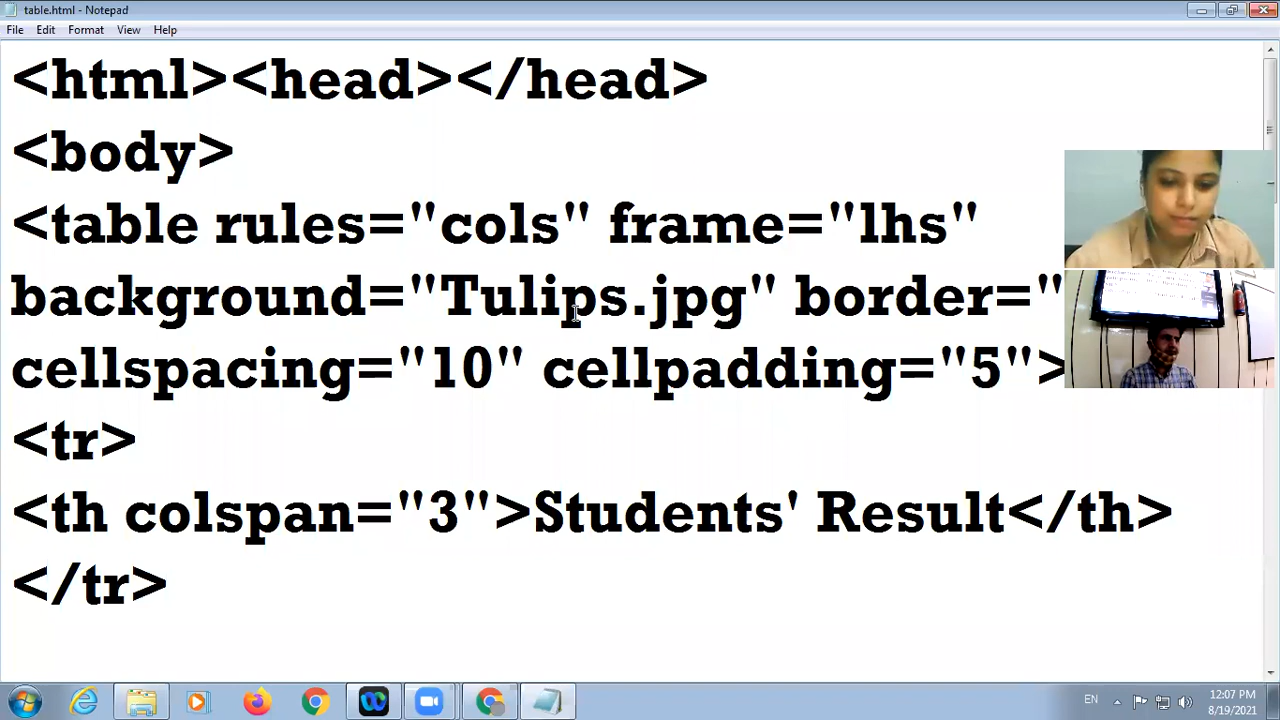 table.html - Notepad
File Edit Format View Help
<html><head></head>
<body>
<table rules="cols" frame="lhs"
background="Tulips.jpg" border="
cellspacing="10" cellpadding="5">
<tr>
<th colspan="3">Students' Result</th>
</tr>
EN
12:07 PM
8/19/2021